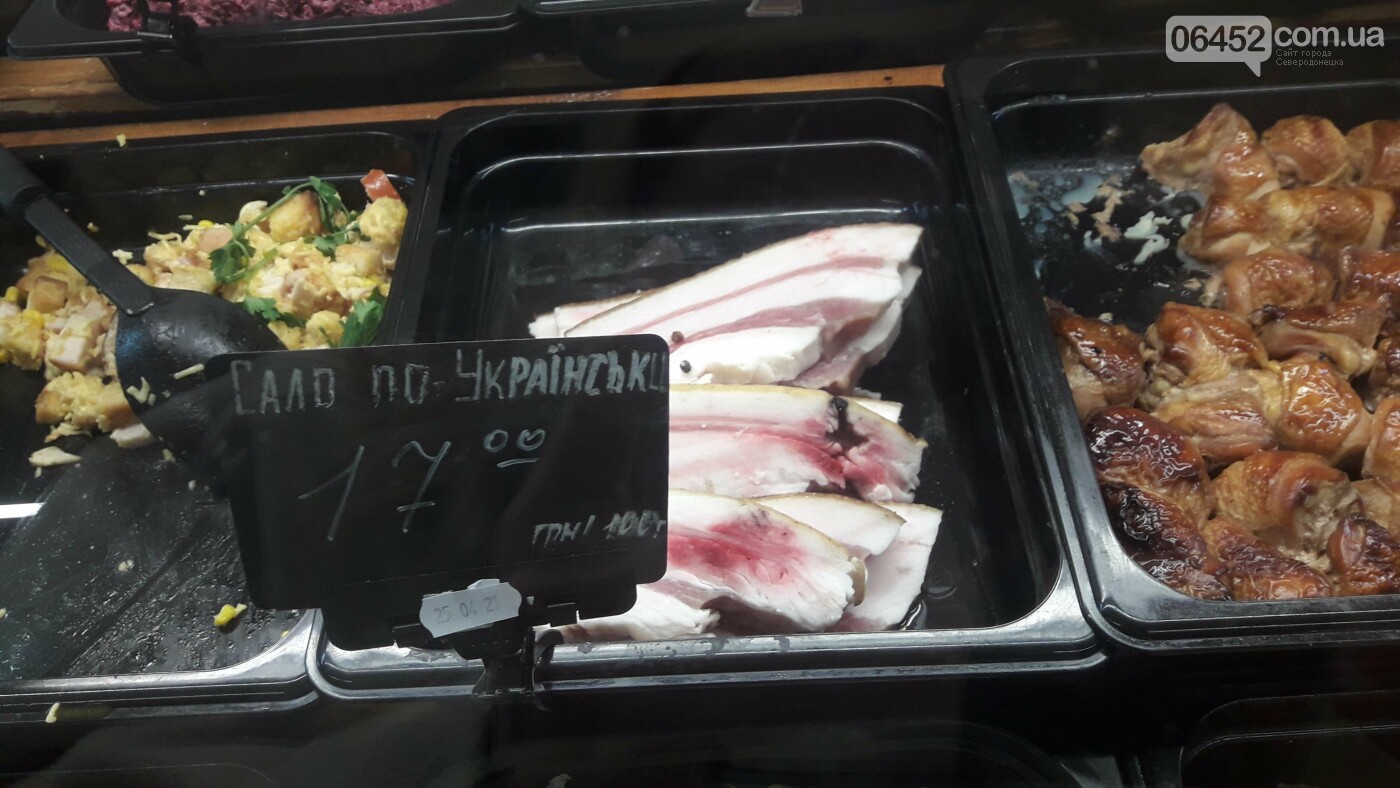 06452.com.ua
Сайт города
Северодонецка
САЛО ПО-УКРАЇНСЬКИ
17 00
ГРН/ 100г
25 04 21